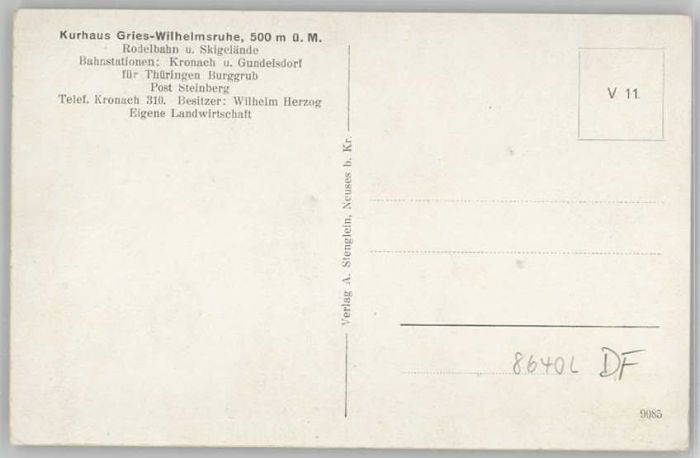 Kurhaus Gries-Wilhelmsruhe, 500 m ü. M.
Rodelbahn u. Skigelände
Bahnstationen: Kronach u. Gundelsdorf
für Thüringen Burggrub
Post Steinberg
Telef. Kronach 310. Besitzer: Wilhelm Herzog
Eigene Landwirtschaft
Verlag A. Stenglein, Neuses b. Kr.
V 11.
8640L DF
9085